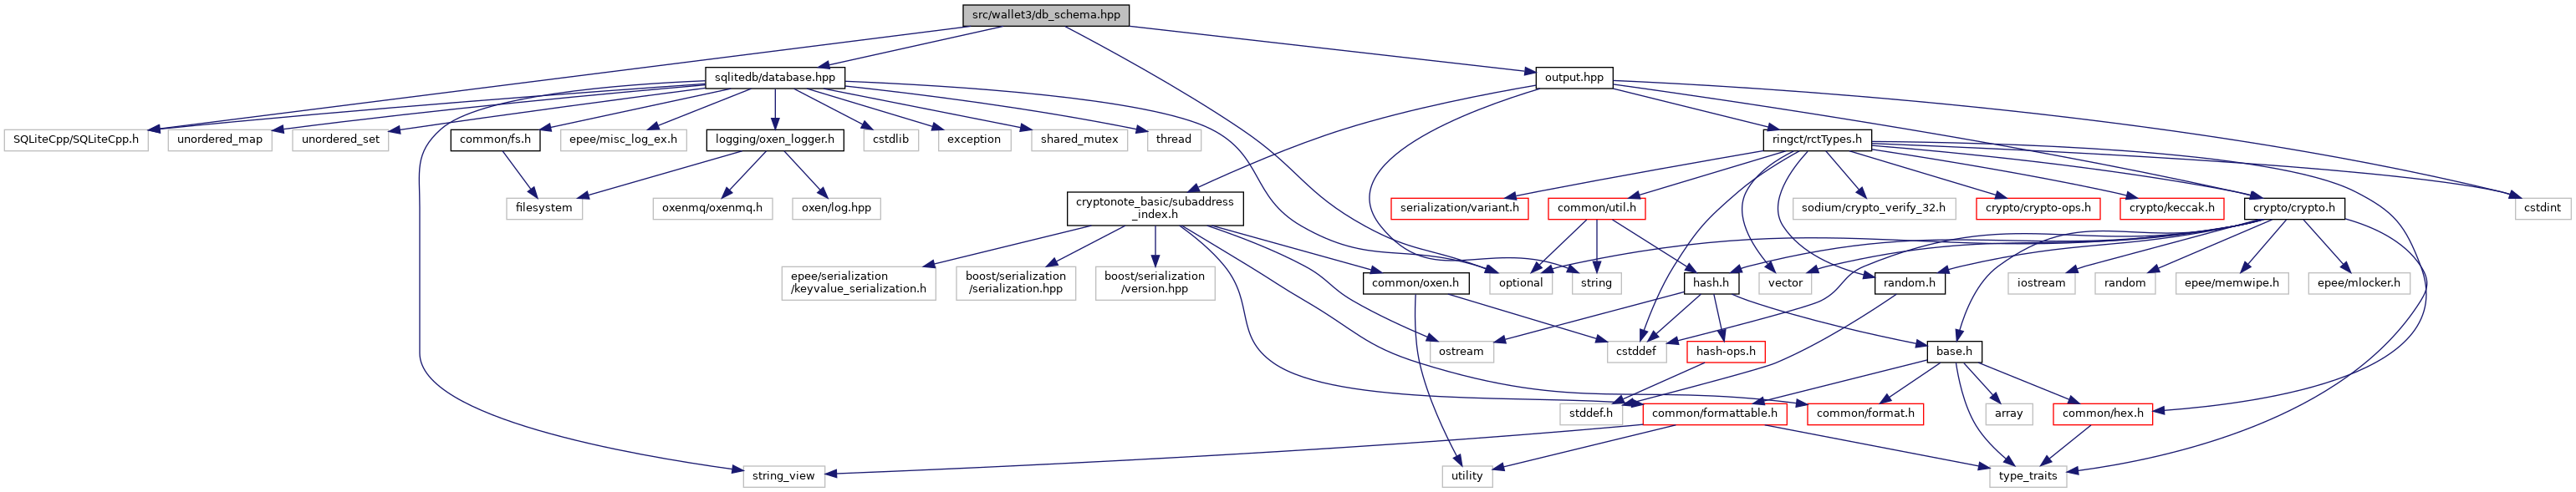 src/wallet3/db_schema.hpp
sqlitedb/database.hpp
output.hpp
SQLiteCpp/SQLiteCpp.h
unordered_map
unordered_set
common/fs.h
epee/misc_log_ex.h
logging/oxen_logger.h
cstdlib
exception
shared_mutex
thread
ringct/rctTypes.h
filesystem
oxenmq/oxenmq.h
oxen/log.hpp
cryptonote_basic/subaddress
_index.h
serialization/variant.h
common/util.h
sodium/crypto_verify_32.h
crypto/crypto-ops.h
crypto/keccak.h
crypto/crypto.h
cstdint
epee/serialization
/keyvalue_serialization.h
boost/serialization
/serialization.hpp
boost/serialization
/version.hpp
common/oxen.h
optional
string
hash.h
vector
random.h
iostream
random
epee/memwipe.h
epee/mlocker.h
ostream
cstddef
hash-ops.h
base.h
stddef.h
common/formattable.h
common/format.h
array
common/hex.h
string_view
utility
type_traits